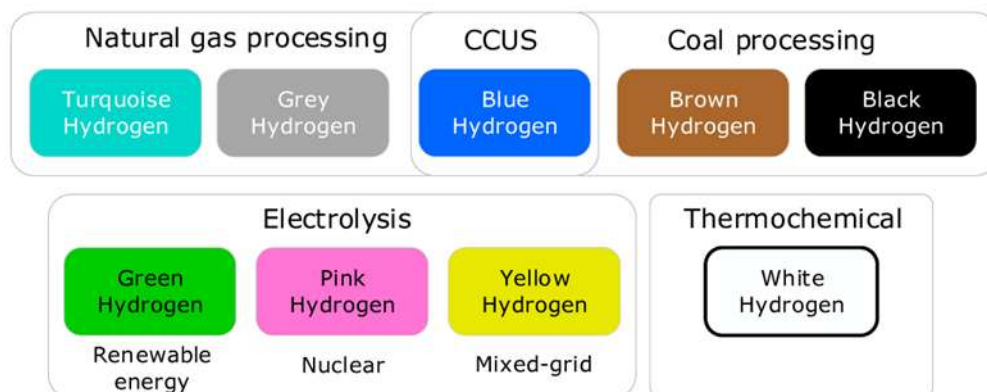 Natural gas processing
CCUS
Coal processing
Turquoise
Hydrogen
Grey
Hydrogen
Blue
Hydrogen
Brown
Hydrogen
Black
Hydrogen
Electrolysis
Thermochemical
Green
Hydrogen
Pink
Hydrogen
Yellow
Hydrogen
White
Hydrogen
Renewable
energy
Nuclear
Mixed-grid